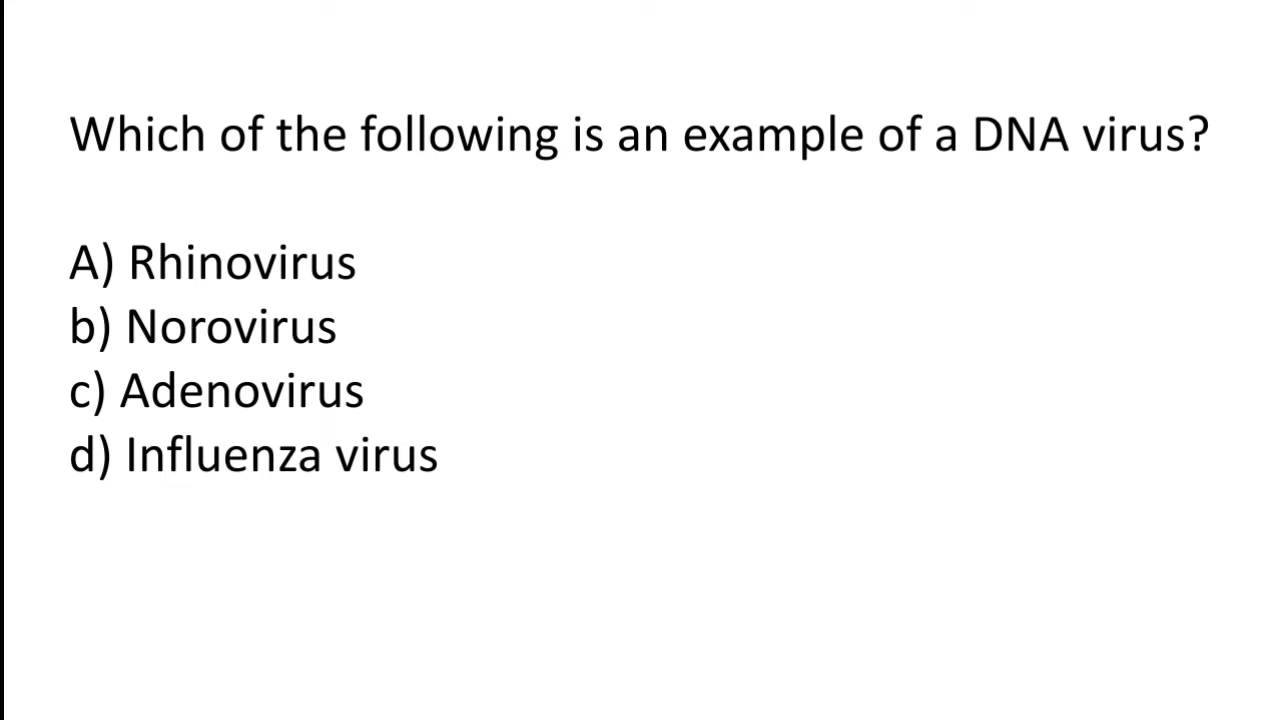 Which of the following is an example of a DNA virus?
A) Rhinovirus
b) Norovirus
c) Adenovirus
d) Influenza virus